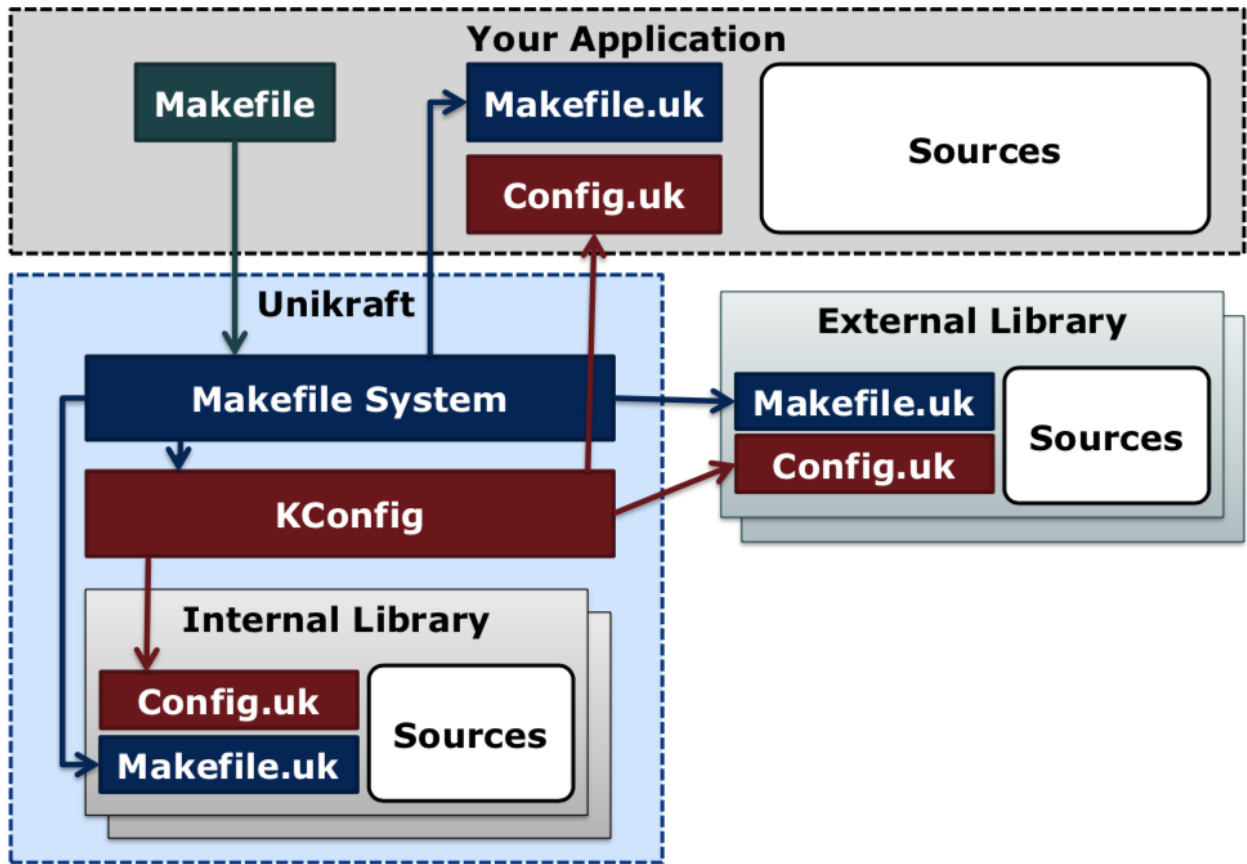 Your Application
Makefile
Makefile.uk
Config.uk
Sources
Unikraft
Makefile System
KConfig
Internal Library
Config.uk
Makefile.uk
Sources
External Library
Makefile.uk
Config.uk
Sources